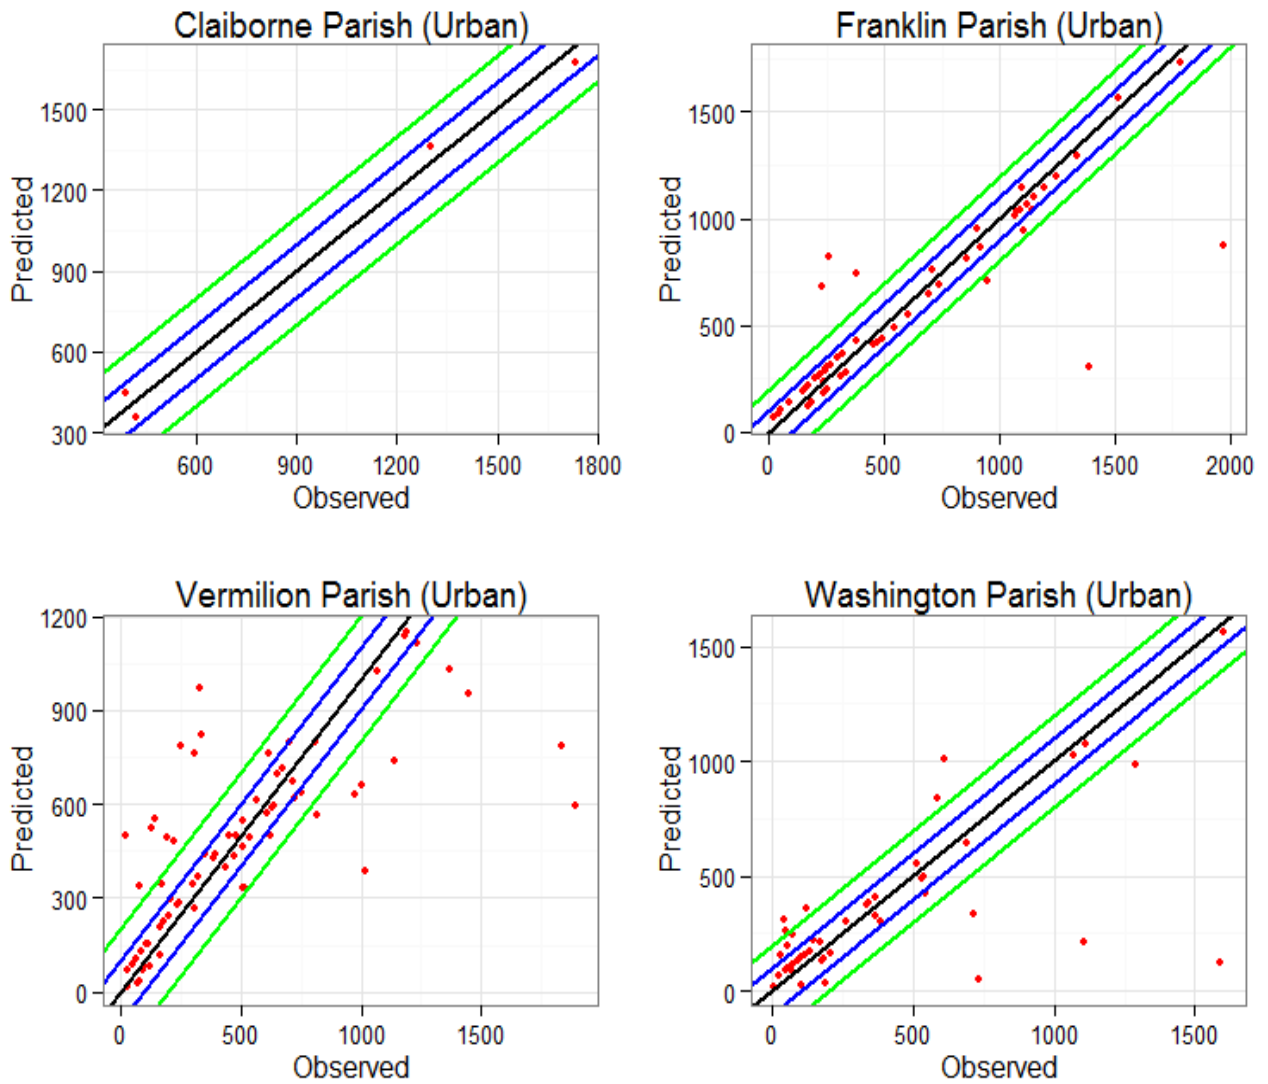 Claiborne Parish (Urban)
Predicted
1500
1200
900
600
300
600 900 1200 1500 1800
Observed
Franklin Parish (Urban)
Predicted
1500
1000
500
0
0 500 1000 1500 2000
Observed
Vermilion Parish (Urban)
Predicted
1200
900
600
300
0
0 500 1000 1500
Observed
Washington Parish (Urban)
Predicted
1500
1000
500
0
0 500 1000 1500
Observed